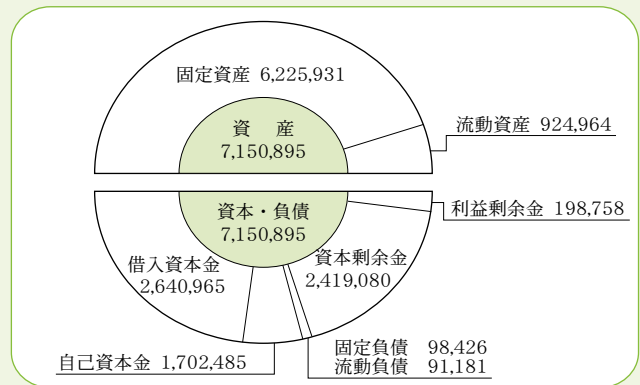 固定資産 6,225,931
資 産
7,150,895
流動資産 924,964
資本・負債
7,150,895
利益剰余金 198,758
借入資本金
2,640,965
資本剰余金
2,419,080
自己資本金 1,702,485
固定負債 98,426
流動負債 91,181